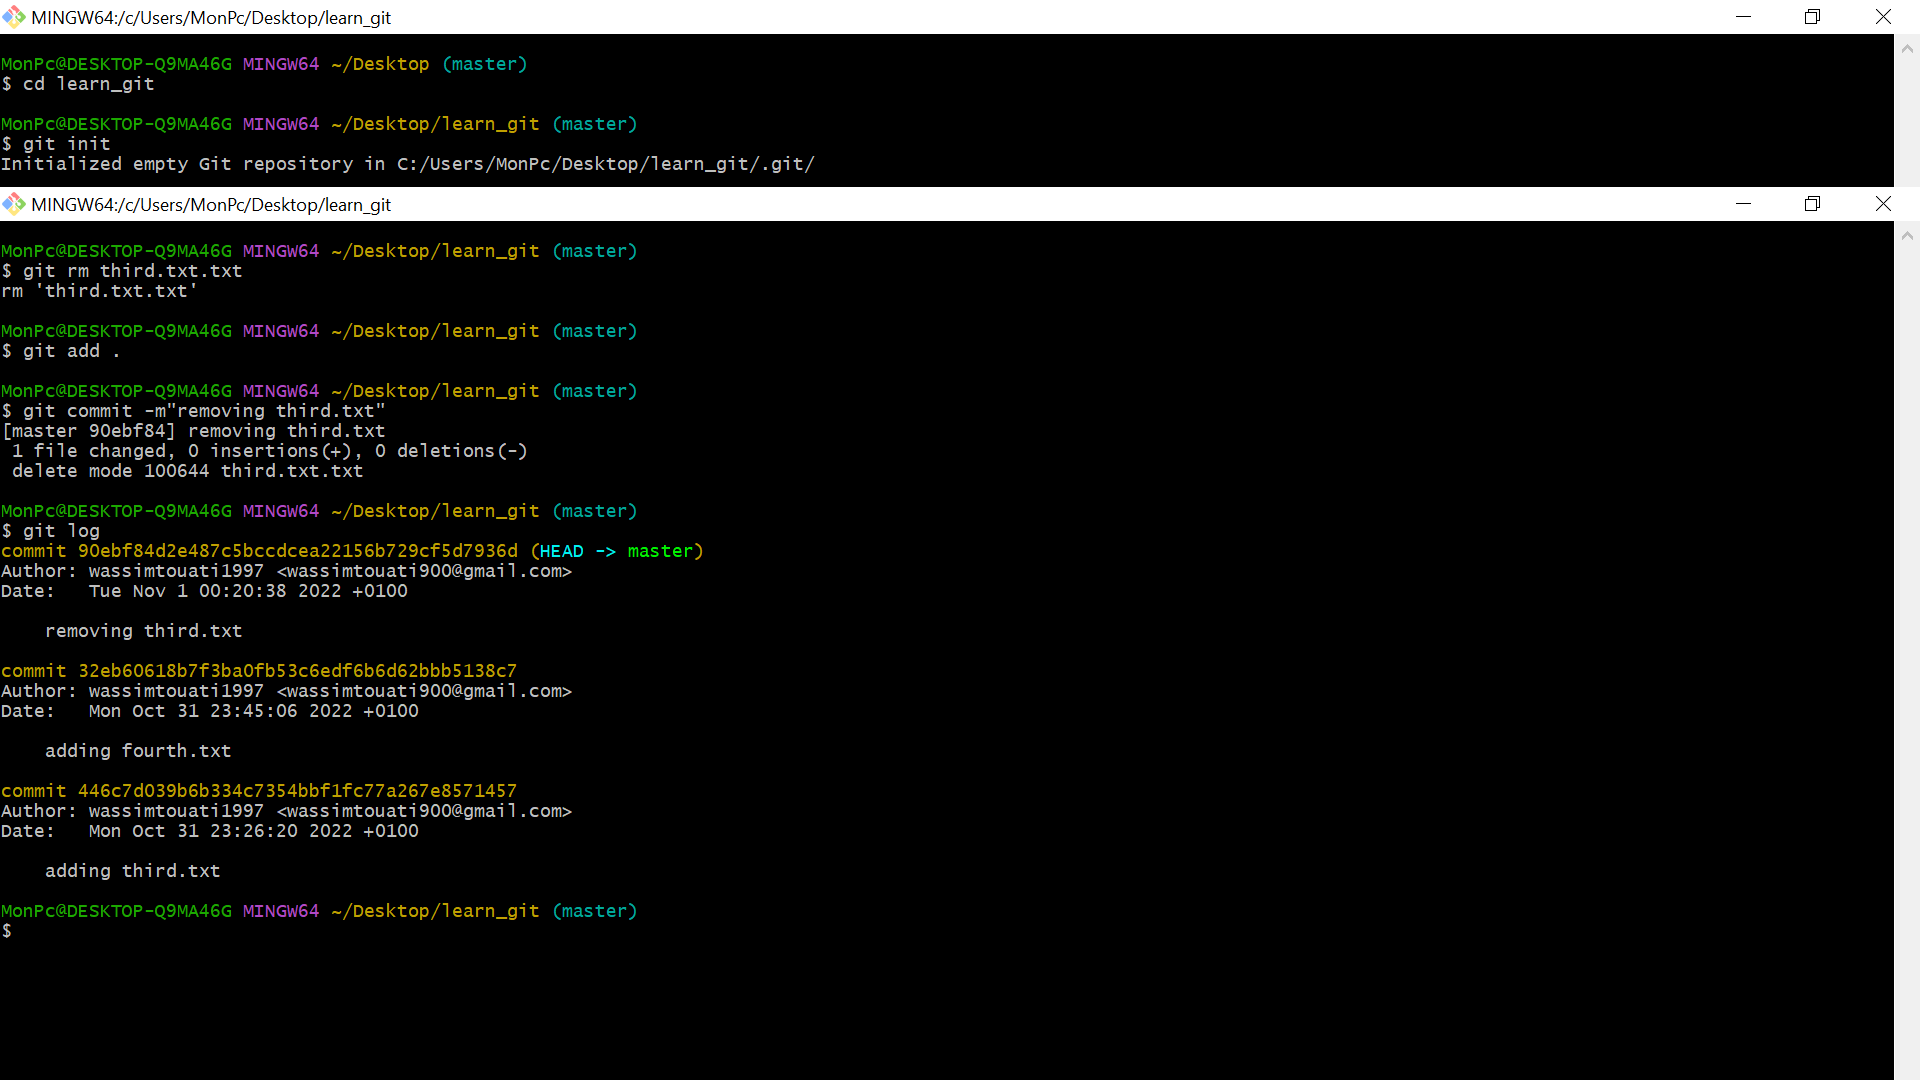 MINGW64:/c/Users/MonPc/Desktop/learn_git
MonPc@DESKTOP-Q9MA46G MINGW64 ~/Desktop (master)
$ cd learn_git
MonPc@DESKTOP-Q9MA46G MINGW64 ~/Desktop/learn_git (master)
$ git init
Initialized empty Git repository in C:/Users/MonPc/Desktop/learn_git/.git/
MINGW64:/c/Users/MonPc/Desktop/learn_git
MonPc@DESKTOP-Q9MA46G MINGW64 ~/Desktop/learn_git (master)
$ git rm third.txt.txt
rm 'third.txt.txt'
MonPc@DESKTOP-Q9MA46G MINGW64 ~/Desktop/learn_git (master)
$ git add .
MonPc@DESKTOP-Q9MA46G MINGW64 ~/Desktop/learn_git (master)
$ git commit -m"removing third.txt"
[master 90ebf84] removing third.txt
 1 file changed, 0 insertions(+), 0 deletions(-)
 delete mode 100644 third.txt.txt
MonPc@DESKTOP-Q9MA46G MINGW64 ~/Desktop/learn_git (master)
$ git log
commit 90ebf84d2e487c5bccdcea22156b729cf5d7936d (HEAD -> master)
Author: wassimtouati1997 <wassimtouati900@gmail.com>
Date:   Tue Nov 1 00:20:38 2022 +0100
    removing third.txt
commit 32eb60618b7f3ba0fb53c6edf6b6d62bbb5138c7
Author: wassimtouati1997 <wassimtouati900@gmail.com>
Date:   Mon Oct 31 23:45:06 2022 +0100
    adding fourth.txt
commit 446c7d039b6b334c7354bbf1fc77a267e8571457
Author: wassimtouati1997 <wassimtouati900@gmail.com>
Date:   Mon Oct 31 23:26:20 2022 +0100
    adding third.txt
MonPc@DESKTOP-Q9MA46G MINGW64 ~/Desktop/learn_git (master)
$